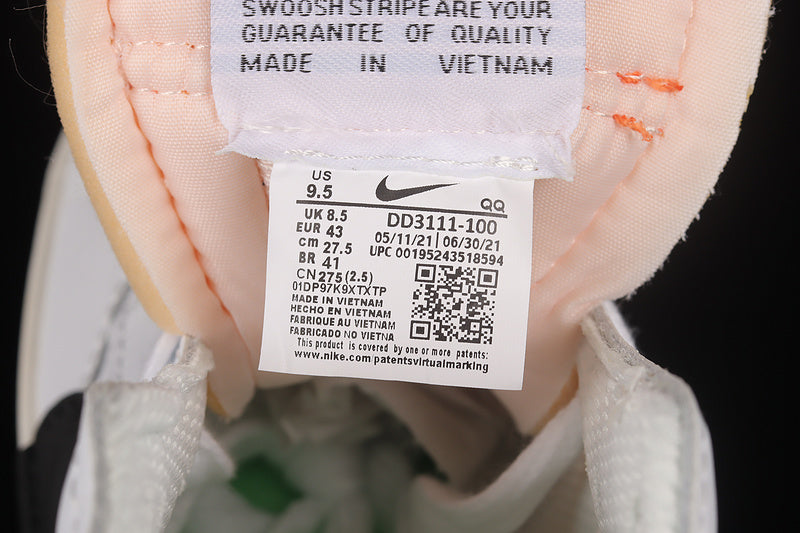 SWOOSH STRIPE ARE YOUR
GUARANTEE OF QUALITY
MADE IN VIETNAM
US
9.5
QQ
UK 8.5
DD3111-100
EUR 43
05/11/21 | 06/30/21
cm 27.5
UPC 00195243518594
BR 41
CN 275 (2.5)
01DP97K9XTXTP
MADE IN VIETNAM
HECHO EN VIETNAM
FABRIQUE AU VIETNAM
FABRICADO NO VIETNA
This product is covered by one or more patents:
www.nike.com/patentsvirtualmarking